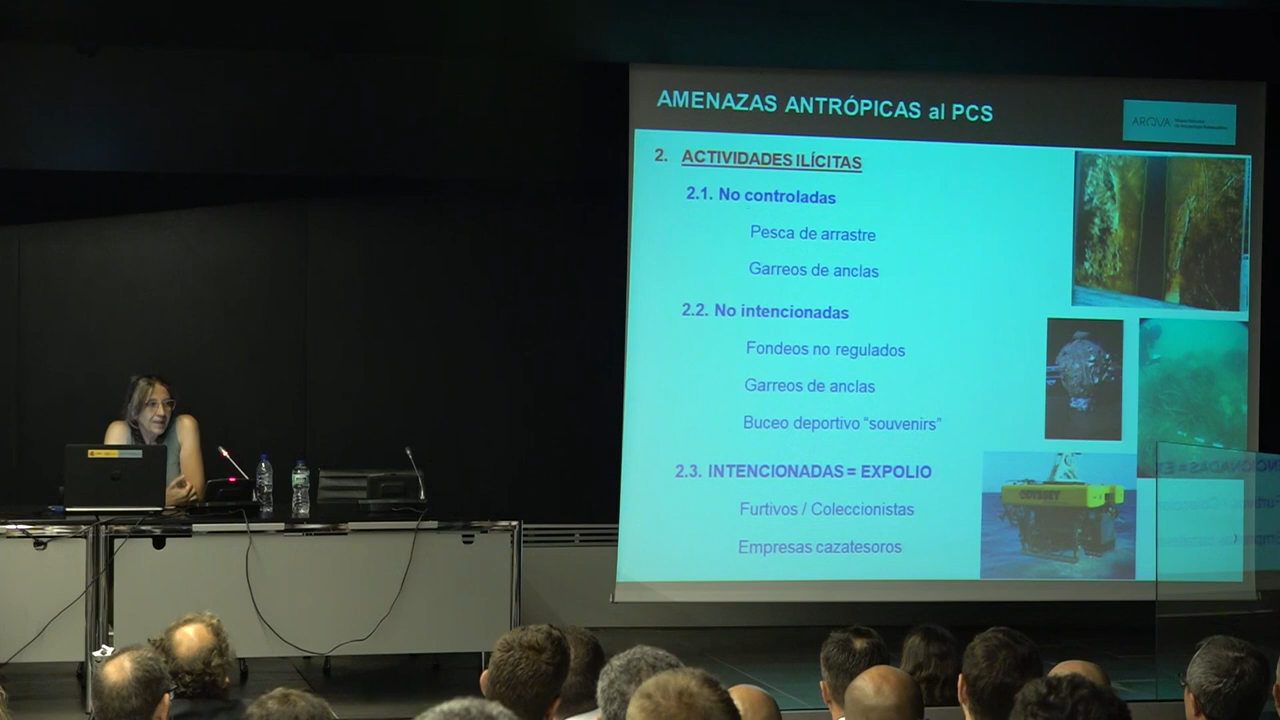 AMENAZAS ANTRÓPICAS al PCS
ARQVA
2. ACTIVIDADES ILÍCITAS
2.1. No controladas
Pesca de arrastre
Garreos de anclas
2.2. No intencionadas
Fondeos no regulados
Garreos de anclas
Buceo deportivo “souvenirs”
2.3. INTENCIONADAS = EXPOLIO
Furtivos / Coleccionistas
Empresas cazatesoros
ODYSSEY